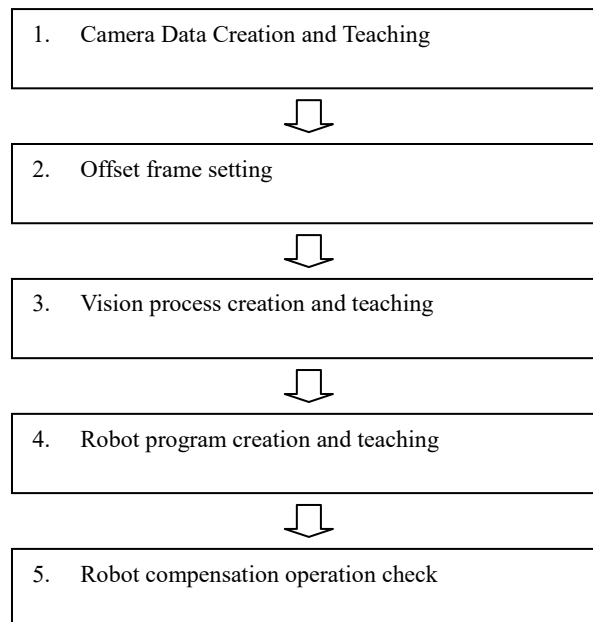 1. Camera Data Creation and Teaching
2. Offset frame setting
3. Vision process creation and teaching
4. Robot program creation and teaching
5. Robot compensation operation check